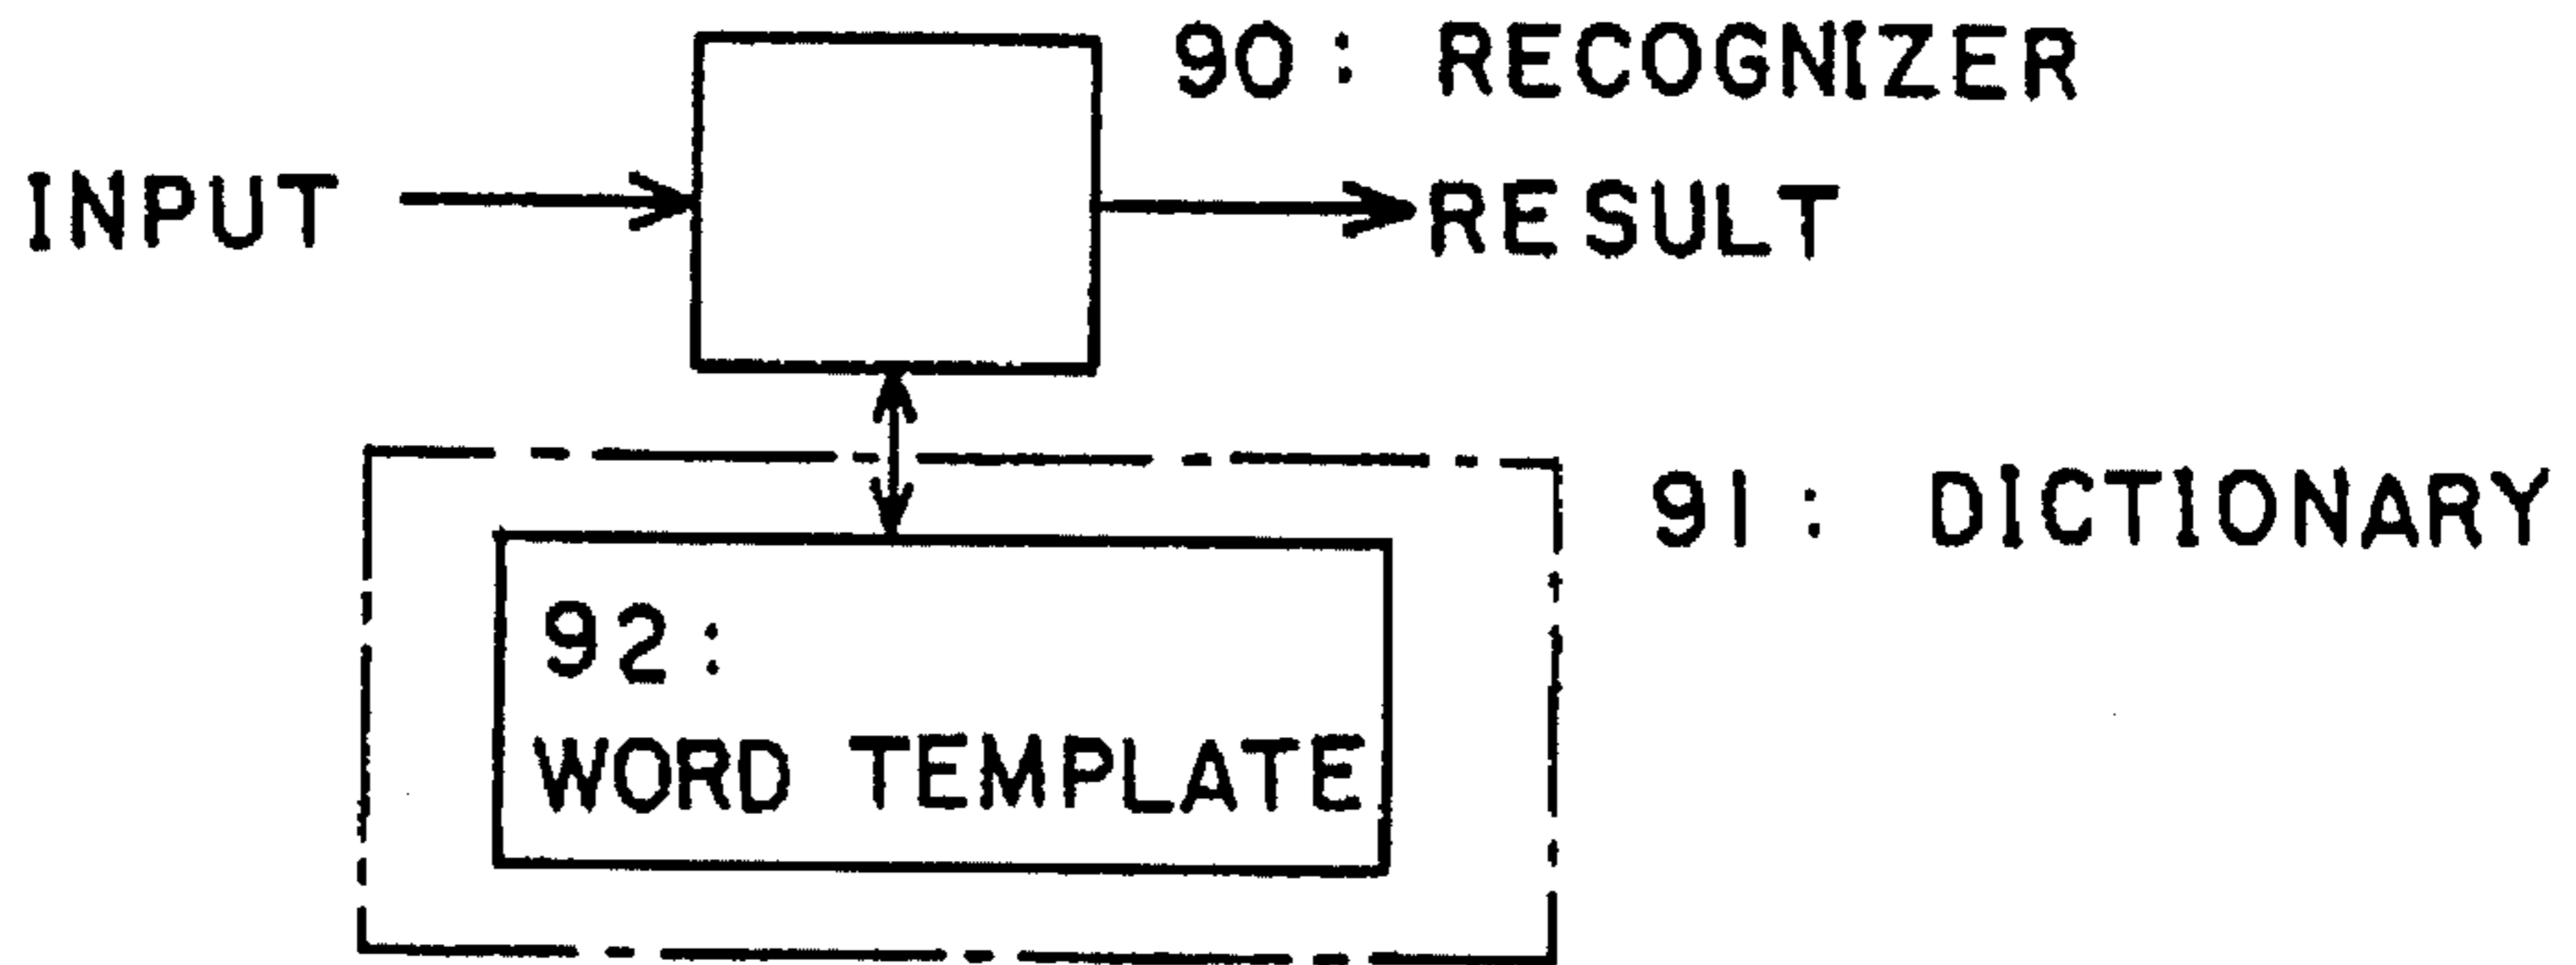 90: RECOGNIZER
INPUT
RESULT
91: DICTIONARY
92:
WORD TEMPLATE